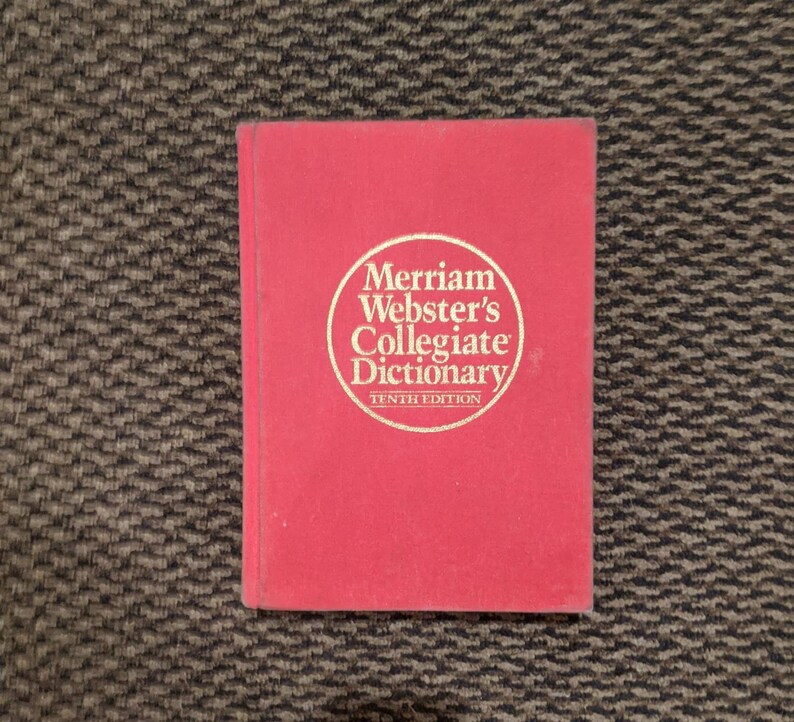 Merriam
Webster's
Collegiate®
Dictionary
TENTH EDITION